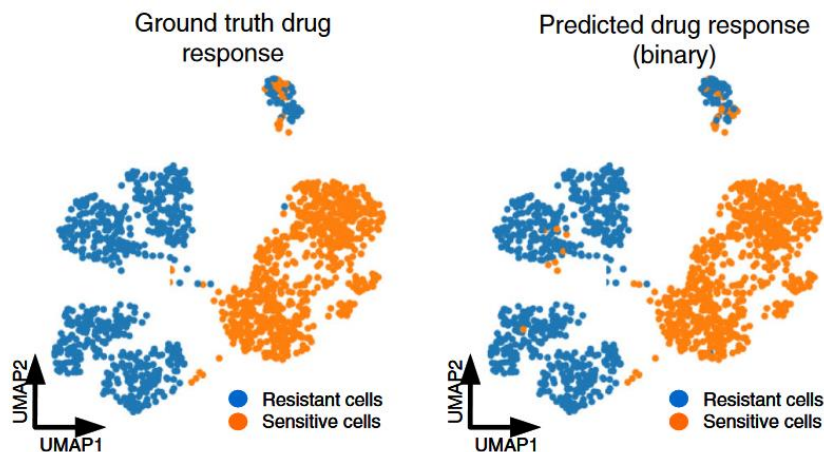 Ground truth drug
response
UMAP2
UMAP1
Resistant cells
Sensitive cells
Predicted drug response
(binary)
UMAP2
UMAP1
Resistant cells
Sensitive cells